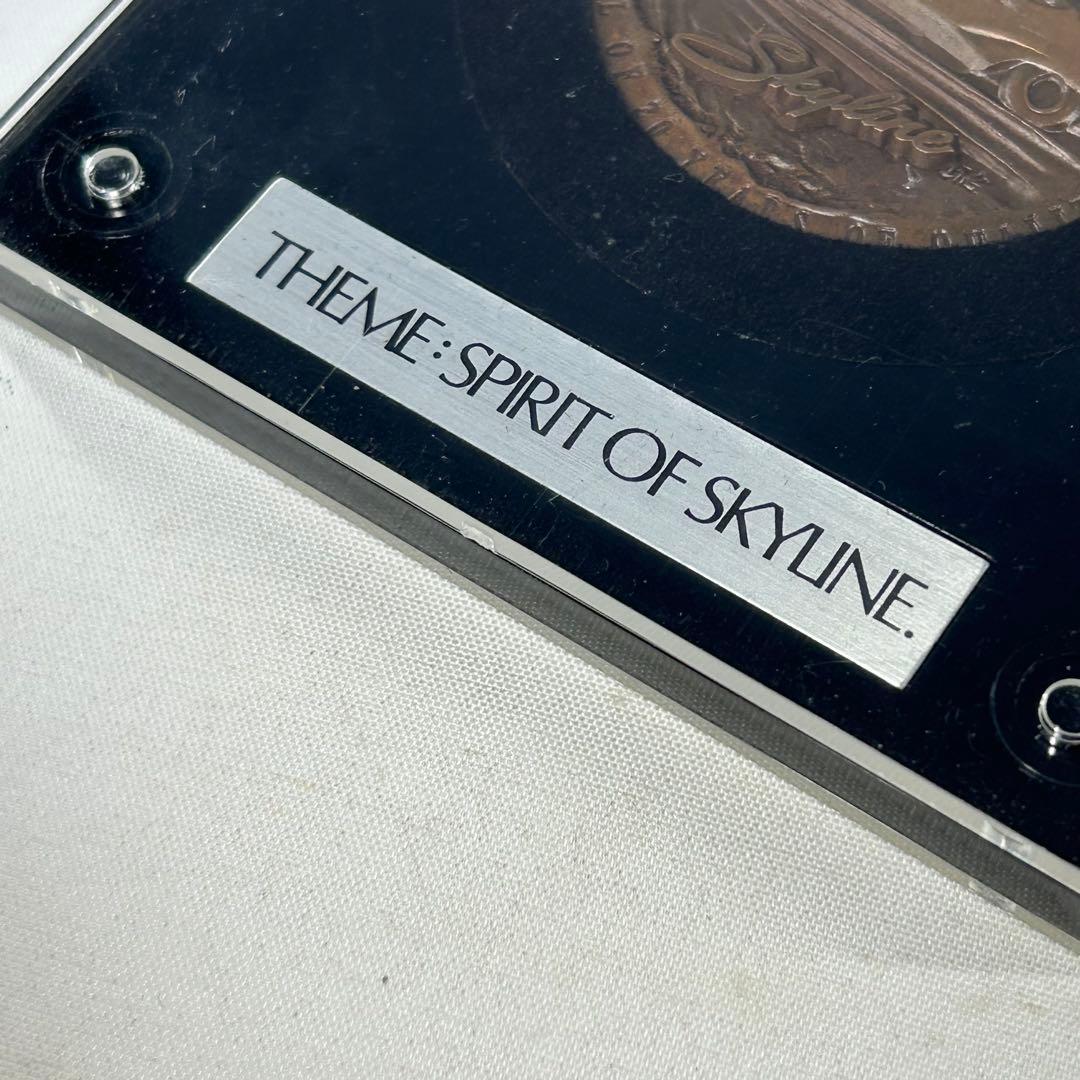 Skyline
THEME: SPIRIT OF SKYLINE.